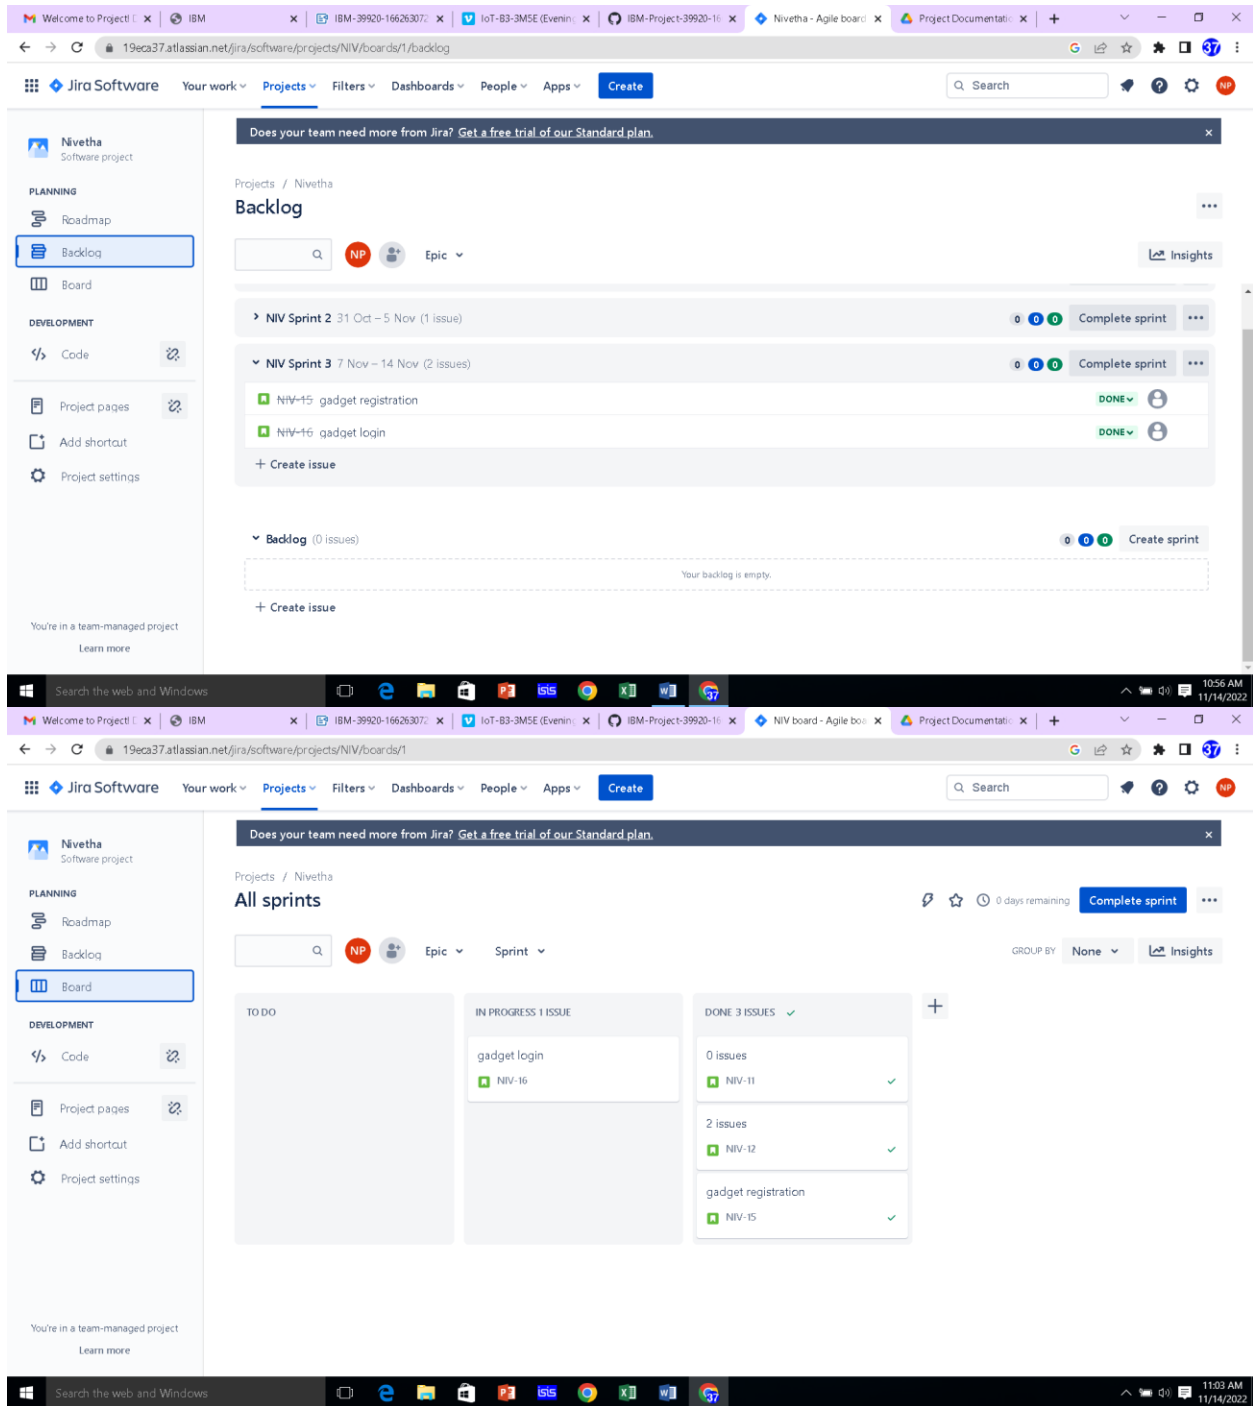 Welcome to Project! D
IBM
IBM-39920-166263072
IoT-B3-3M5E (Evening
IBM-Project-39920-16
Nivetha - Agile board
Project Documentatio
19eca37.atlassian.net/jira/software/projects/NIV/boards/1/backlog
37
Jira Software Your work Projects Filters Dashboards People Apps Create Search NP
Does your team need more from Jira? Get a free trial of our Standard plan.
Nivetha
Software project
Projects / Nivetha
Backlog
PLANNING
Roadmap
Backlog
Board
NP Epic Insights
DEVELOPMENT
Code
Project pages
Add shortcut
Project settings
NIV Sprint 2 31 Oct – 5 Nov (1 issue) 0 0 0 Complete sprint
NIV Sprint 3 7 Nov – 14 Nov (2 issues) 0 0 0 Complete sprint
NIV-15 gadget registration DONE
NIV-16 gadget login DONE
+ Create issue
Backlog (0 issues) 0 0 0 Create sprint
Your backlog is empty.
+ Create issue
You're in a team-managed project
Learn more
Search the web and Windows
isis
37
10:56 AM
11/14/2022
Welcome to Project! D
IBM
IBM-39920-166263072
IoT-B3-3M5E (Evening
IBM-Project-39920-16
NIV board - Agile boa
Project Documentatio
19eca37.atlassian.net/jira/software/projects/NIV/boards/1
37
Jira Software Your work Projects Filters Dashboards People Apps Create Search NP
Does your team need more from Jira? Get a free trial of our Standard plan.
Nivetha
Software project
Projects / Nivetha
All sprints 0 days remaining Complete sprint
PLANNING
Roadmap
Backlog
Board
NP Epic Sprint GROUP BY None Insights
DEVELOPMENT
Code
Project pages
Add shortcut
Project settings
TO DO
IN PROGRESS 1 ISSUE
gadget login
NIV-16
DONE 3 ISSUES
0 issues
NIV-11
2 issues
NIV-12
gadget registration
NIV-15
You're in a team-managed project
Learn more
Search the web and Windows
isis
37
11:03 AM
11/14/2022